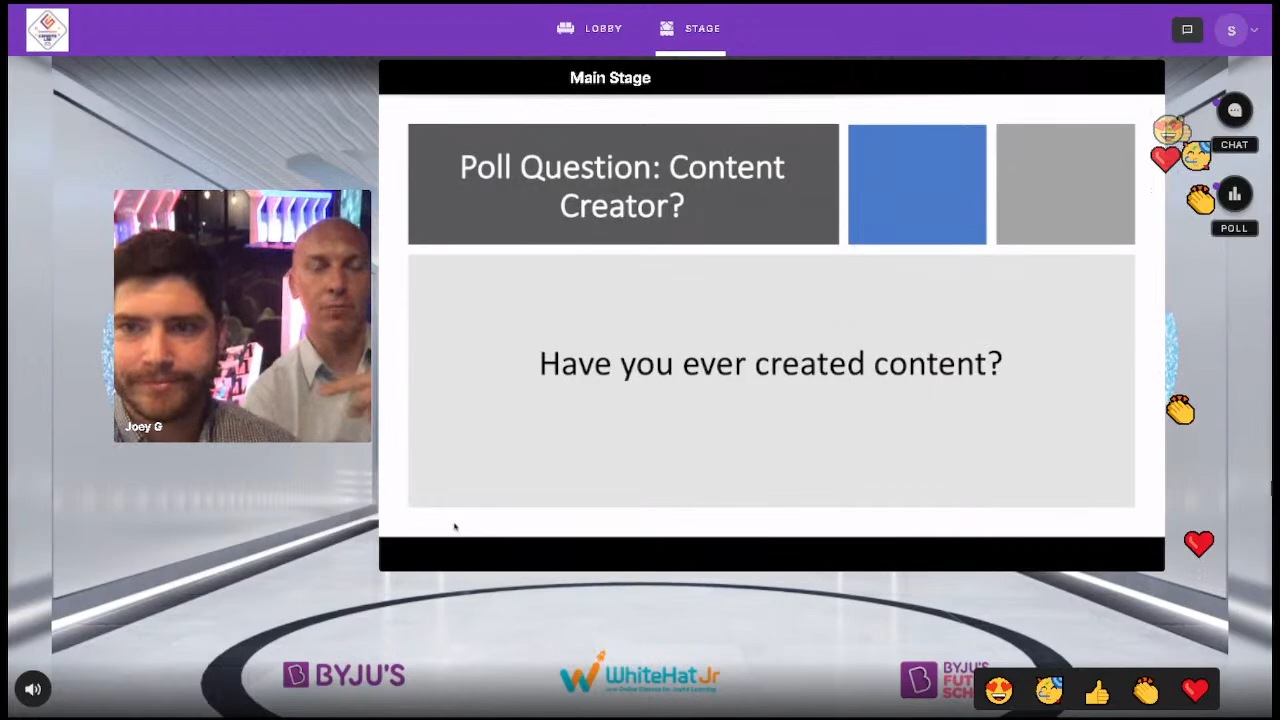 LOBBY
STAGE
S
Main Stage
CHAT
POLL
Poll Question: Content
Creator?
Have you ever created content?
Joey G
BYJU'S
WhiteHat Jr
BYJU'S